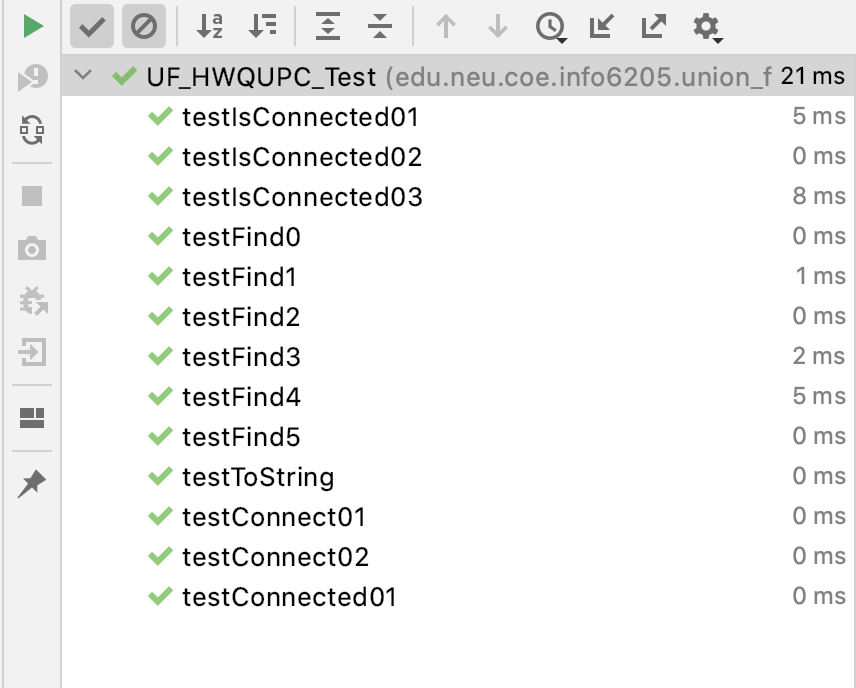 UF_HWQUPC_Test (edu.neu.coe.info6205.union_f 21 ms
testIsConnected01 5 ms
testIsConnected02 0 ms
testIsConnected03 8 ms
testFind0 0 ms
testFind1 1 ms
testFind2 0 ms
testFind3 2 ms
testFind4 5 ms
testFind5 0 ms
testToString 0 ms
testConnect01 0 ms
testConnect02 0 ms
testConnected01 0 ms